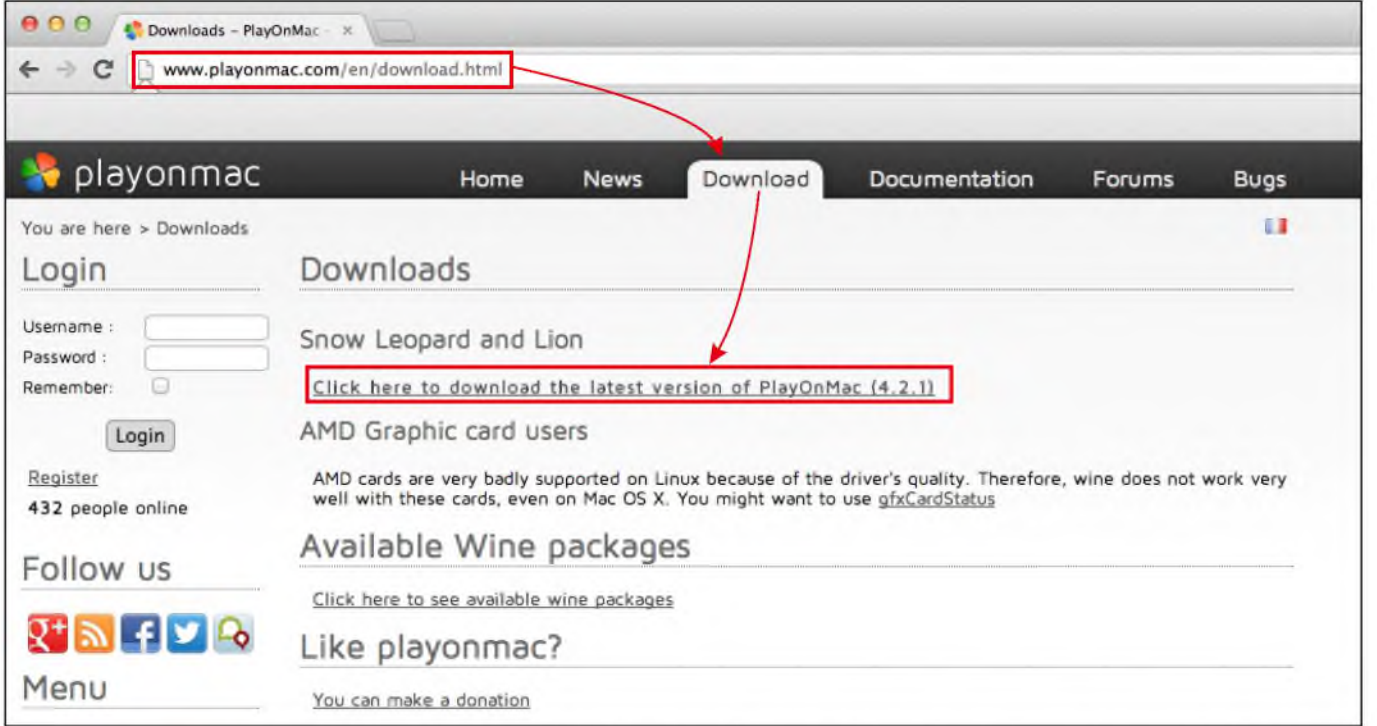 Downloads – PlayOnMac -
www.playonmac.com/en/download.html
playonmac
Home News Download Documentation Forums Bugs
You are here > Downloads
Login
Username :
Password :
Remember:
Login
Register
432 people online
Follow us
Menu
Downloads
Snow Leopard and Lion
Click here to download the latest version of PlayOnMac (4.2.1)
AMD Graphic card users
AMD cards are very badly supported on Linux because of the driver's quality. Therefore, wine does not work very
well with these cards, even on Mac OS X. You might want to use gfxCardStatus
Available Wine packages
Click here to see available wine packages
Like playonmac?
You can make a donation